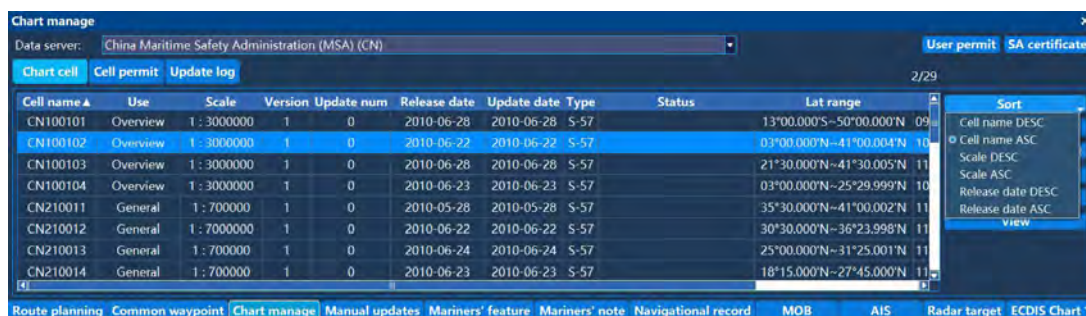 Chart manage
Data server: China Maritime Safety Administration (MSA) (CN) User permit SA certificate
Chart cell Cell permit Update log 2/29
Cell name▲ Use Scale Version Update num Release date Update date Type Status Lat range Sort
CN100101 Overview 1 : 3000000 1 0 2010-06-28 2010-06-28 S-57 13°00.000'S~50°00.000'N 09 Cell name DESC
CN100102 Overview 1 : 3000000 1 0 2010-06-22 2010-06-22 S-57 03°00.000'N~41°00.004'N 10 Cell name ASC
CN100103 Overview 1 : 3000000 1 0 2010-06-28 2010-06-28 S-57 21°30.000'N~41°30.005'N 11 Scale DESC
CN100104 Overview 1 : 3000000 1 0 2010-06-23 2010-06-23 S-57 03°00.000'N~25°29.999'N 10 Scale ASC
CN210011 General 1 : 700000 1 0 2010-05-28 2010-05-28 S-57 35°30.000'N~41°00.002'N 11 Release date DESC
Release date ASC
CN210012 General 1 : 7000000 1 0 2010-06-22 2010-06-22 S-57 30°30.000'N~36°23.998'N 11 View
CN210013 General 1 : 700000 1 0 2010-06-24 2010-06-24 S-57 25°00.000'N~31°25.001'N 11
CN210014 General 1 : 700000 1 0 2010-06-23 2010-06-23 S-57 18°15.000'N~27°45.000'N 11
Route planning Common waypoint Chart manage Manual updates Mariners' feature Mariners' note Navigational record MOB AIS Radar target ECDIS Chart